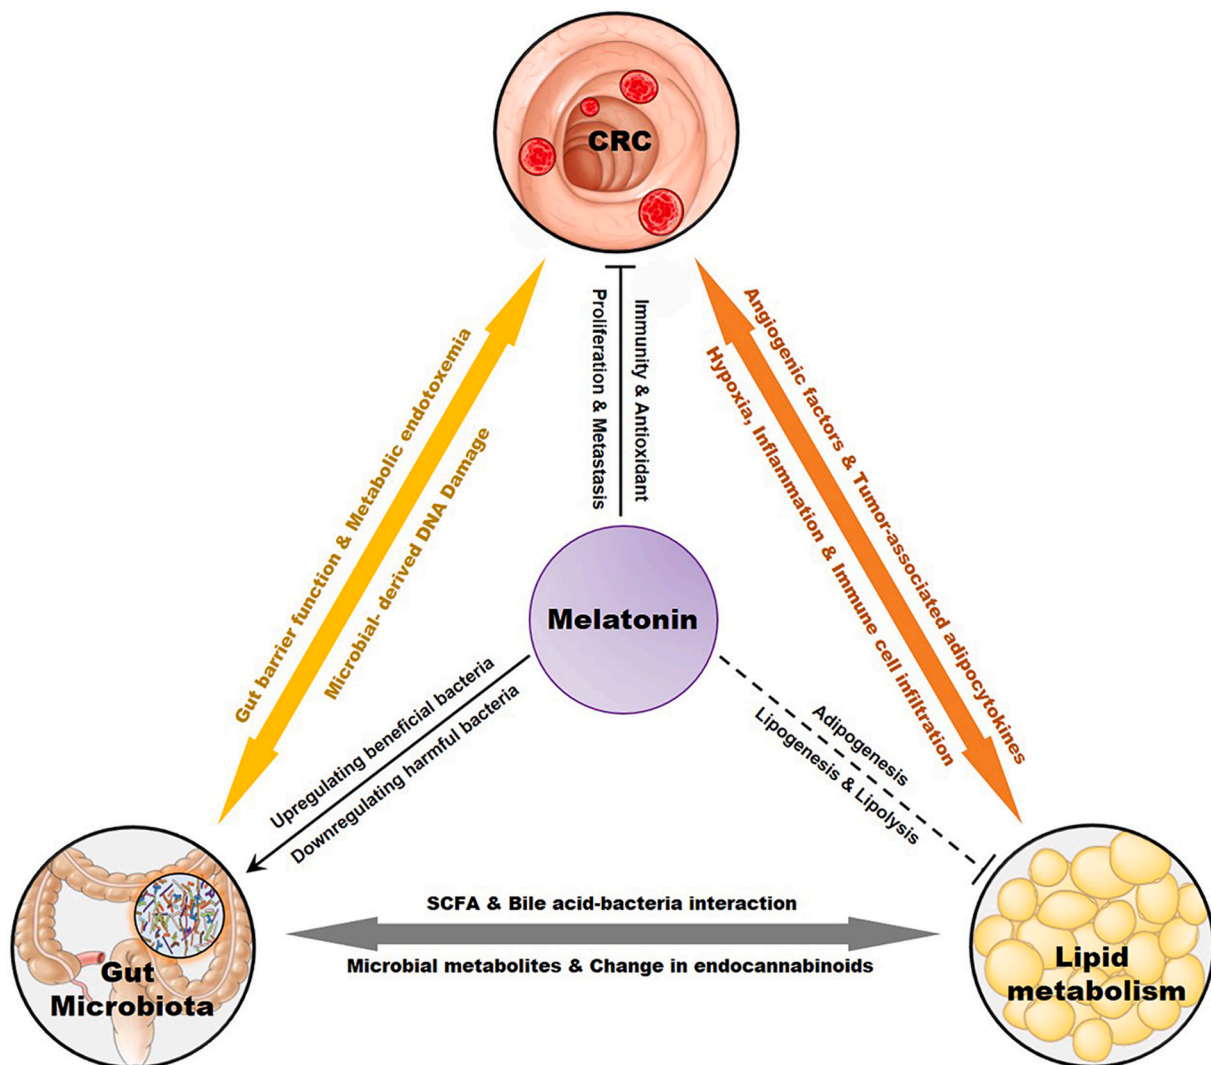 CRC
Gut barrier function & Metabolic endotoxemia
Microbial- derived DNA Damage
Proliferation & Metastasis
Immunity & Antioxidant
Angiogenic factors & Tumor-associated adipocytokines
Hypoxia, Inflammation & Immune cell infiltration
Melatonin
Upregulating beneficial bacteria
Downregulating harmful bacteria
Adipogenesis
Lipogenesis & Lipolysis
SCFA & Bile acid-bacteria interaction
Microbial metabolites & Change in endocannabinoids
Gut
Microbiota
Lipid
metabolism